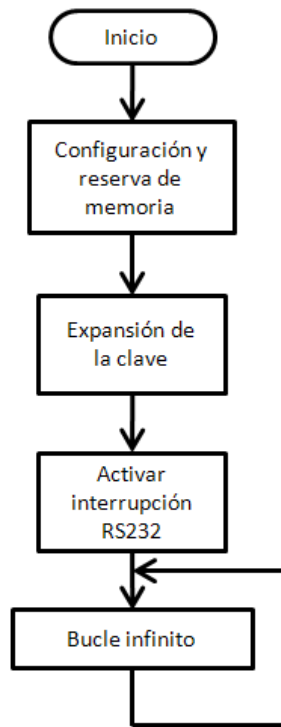 Inicio
Configuración y
reserva de
memoria
Expansión de
la clave
Activar
interrupción
RS232
Bucle infinito